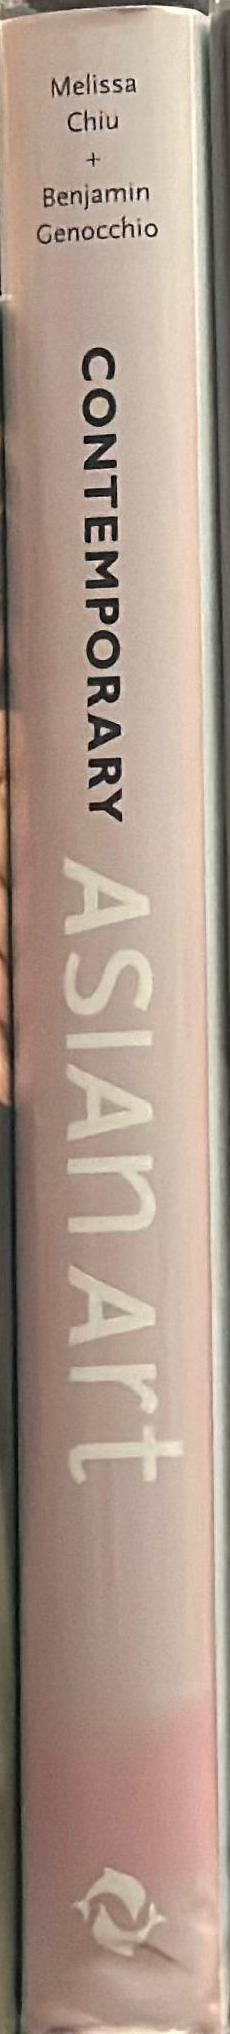 Melissa
Chiu
+
Benjamin
Genocchio
CONTEMPORARY ASIAN Art